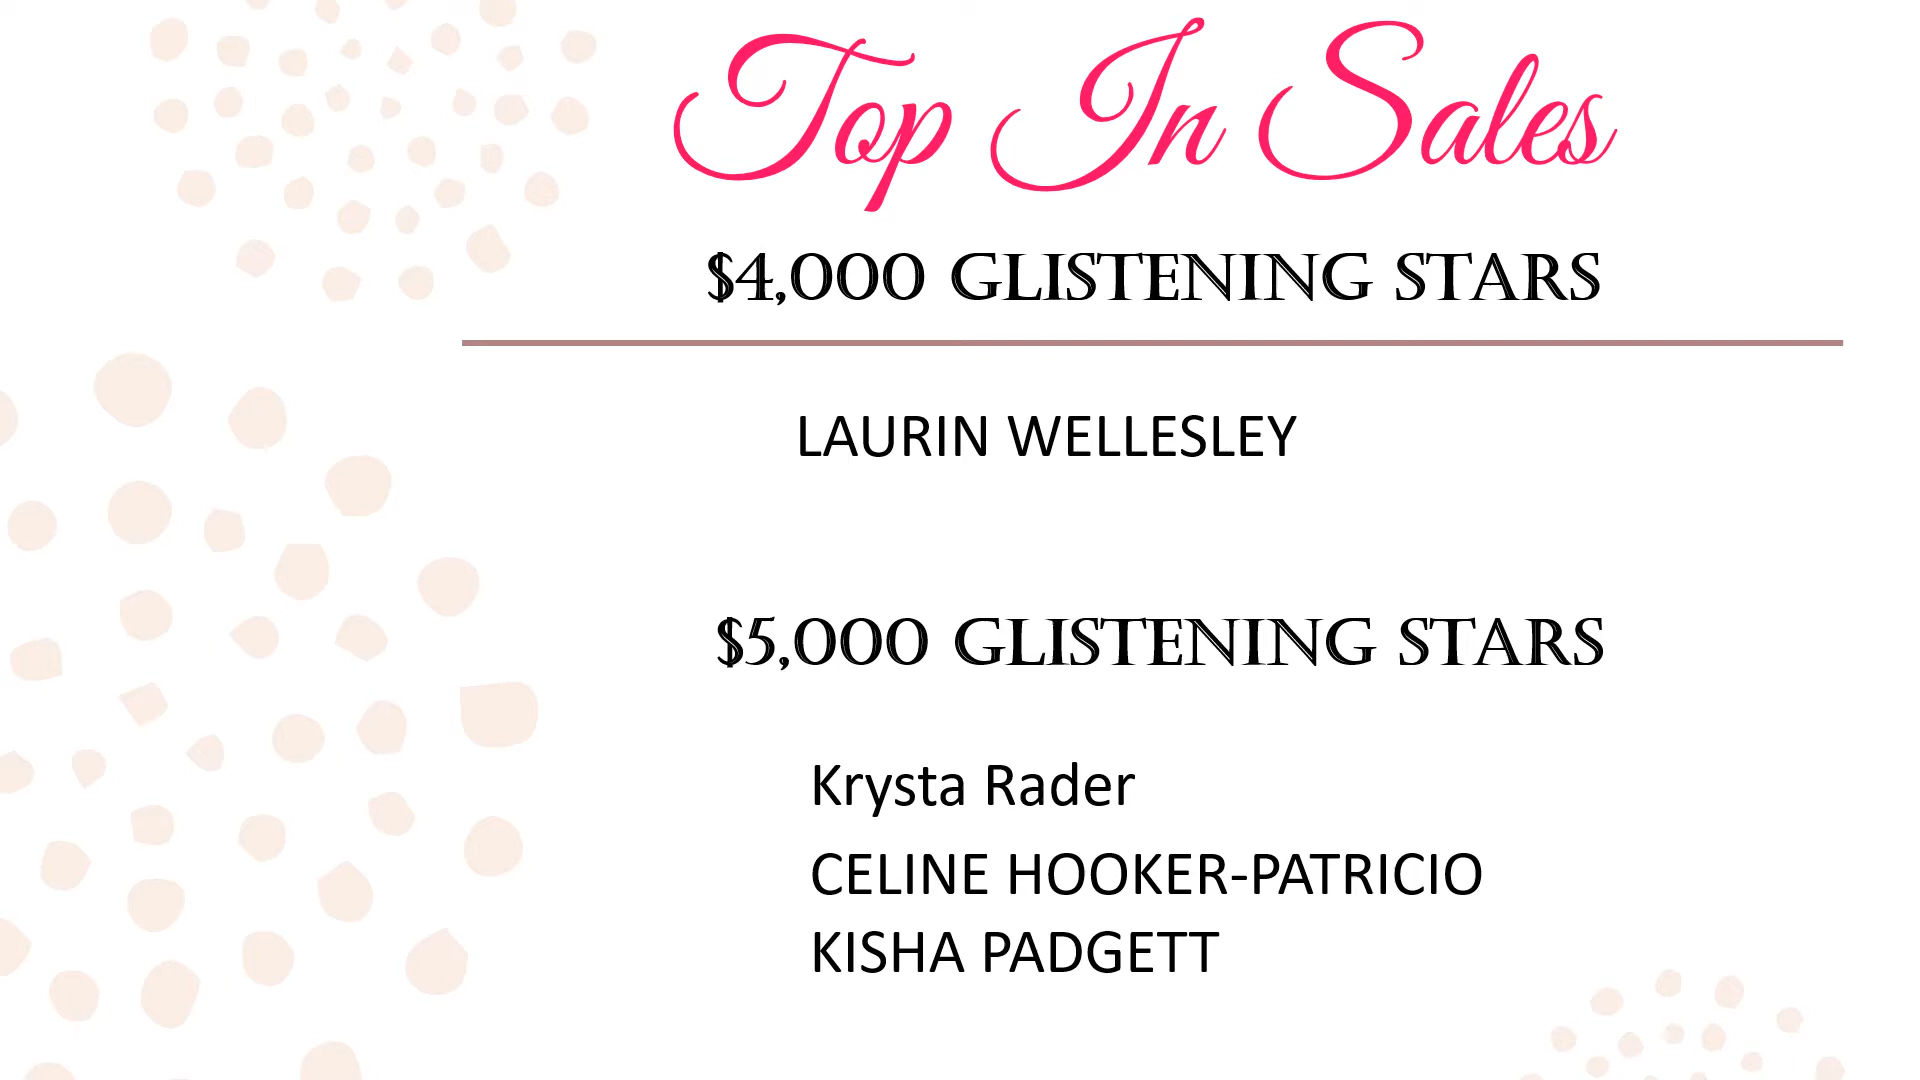 Top In Sales
$4,000 GLISTENING STARS
LAURIN WELLESLEY
$5,000 GLISTENING STARS
Krysta Rader
CELINE HOOKER-PATRICIO
KISHA PADGETT